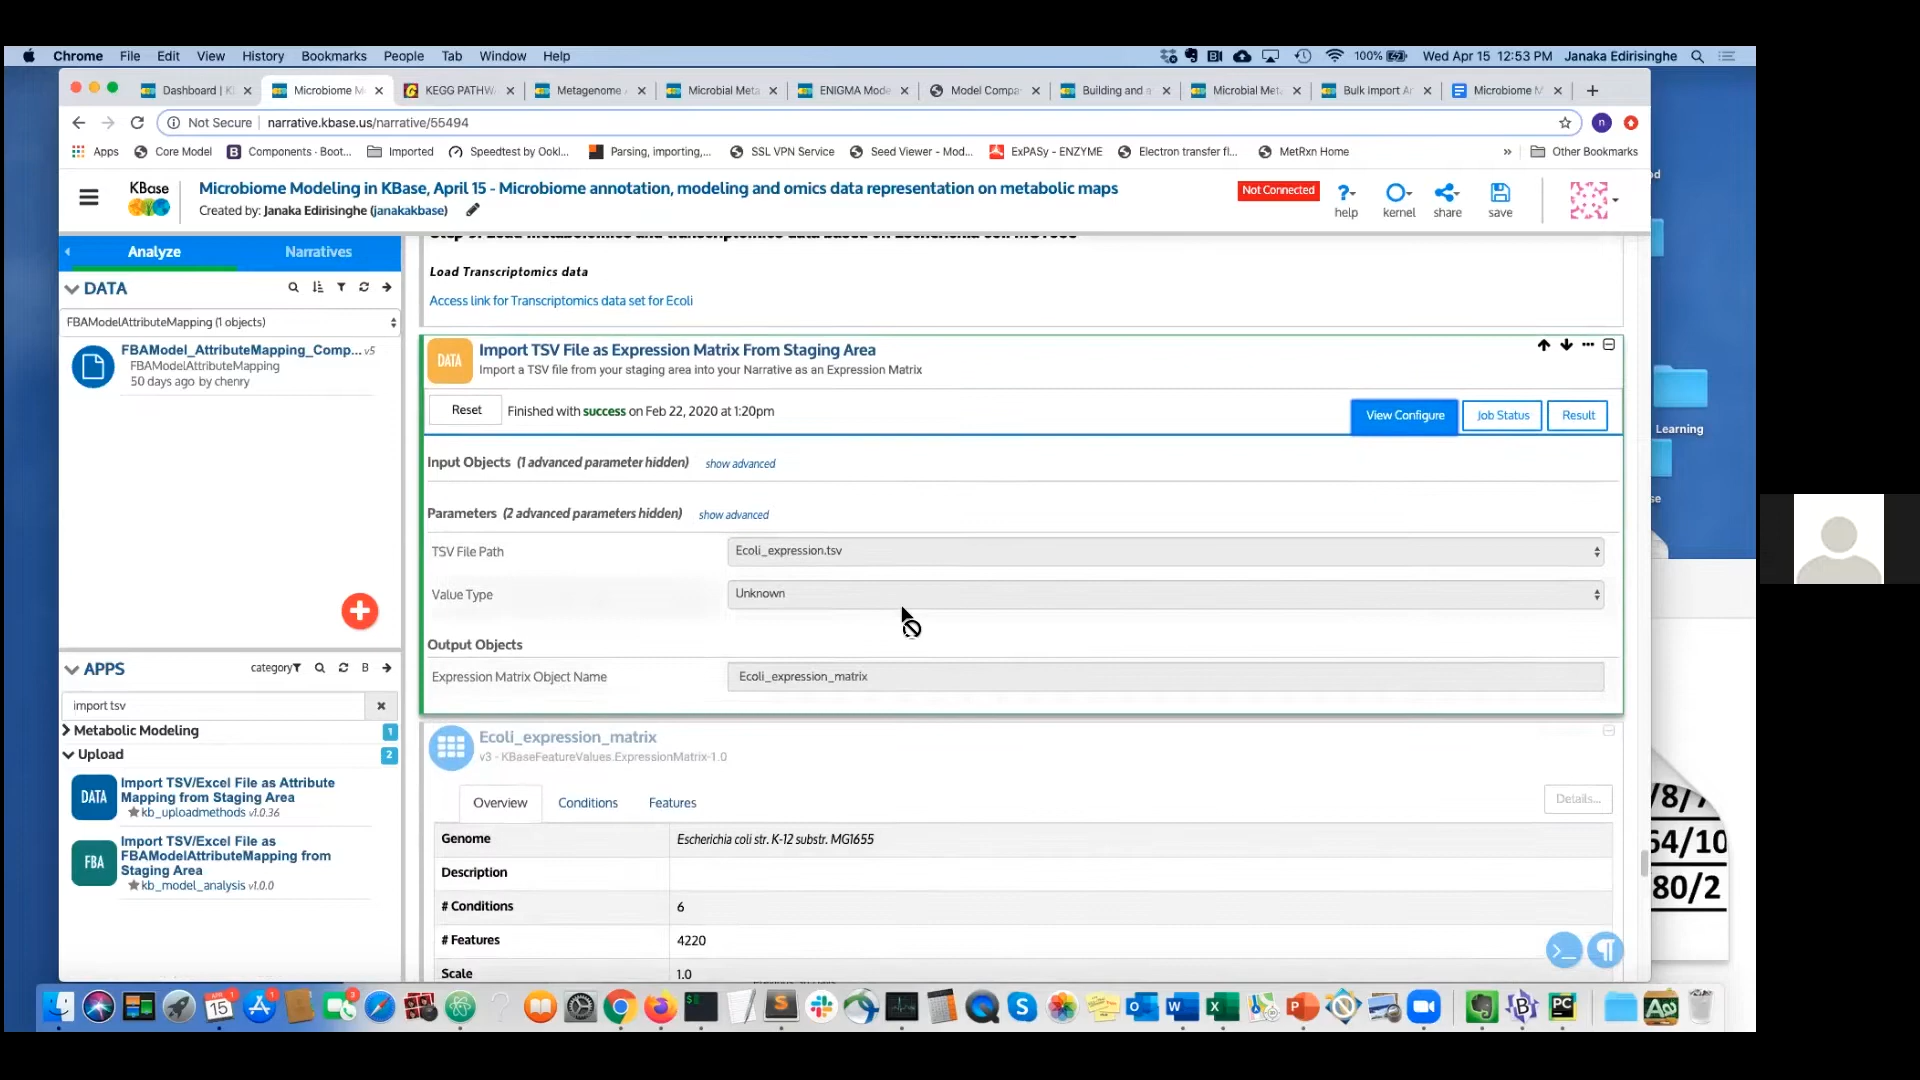 Chrome File Edit View History Bookmarks People Tab Window Help
100% Wed Apr 15 12:53 PM Janaka Edirisinghe
Dashboard | K
Microbiome M
KEGG PATHW
Metagenome
Microbial Meta
ENIGMA Mode
Model Compa
Building and
Microbial Met
Bulk Import Ar
Microbiome M
Not Secure | narrative.kbase.us/narrative/55494
Apps
Core Model
Components · Boot...
Imported
Speedtest by Ookl...
Parsing, importing,...
SSL VPN Service
Seed Viewer - Mod...
ExPASy - ENZYME
Electron transfer fl...
MetRxn Home
»
Other Bookmarks
KBase
Microbiome Modeling in KBase, April 15 - Microbiome annotation, modeling and omics data representation on metabolic maps
Created by: Janaka Edirisinghe (janakakbase)
Not Connected
help
kernel
share
save
Analyze
Narratives
DATA
FBAModelAttributeMapping (1 objects)
FBAModel_AttributeMapping_Comp... v5
FBAModelAttributeMapping
50 days ago by chenry
APPS
category
B
import tsv
Metabolic Modeling 1
Upload 2
DATA
Import TSV/Excel File as Attribute
Mapping from Staging Area
kb_uploadmethods v1.0.36
FBA
Import TSV/Excel File as
FBAModelAttributeMapping from
Staging Area
kb_model_analysis v1.0.0
Load Transcriptomics data
Access link for Transcriptomics data set for Ecoli
DATA
Import TSV File as Expression Matrix From Staging Area
Import a TSV file from your staging area into your Narrative as an Expression Matrix
Reset
Finished with success on Feb 22, 2020 at 1:20pm
View Configure
Job Status
Result
Input Objects (1 advanced parameter hidden) show advanced
Parameters (2 advanced parameters hidden) show advanced
TSV File Path Ecoli_expression.tsv
Value Type Unknown
Output Objects
Expression Matrix Object Name Ecoli_expression_matrix
Ecoli_expression_matrix
v3 - KBaseFeatureValues.ExpressionMatrix-1.0
Overview
Conditions
Features
Details...
Genome Escherichia coli str. K-12 substr. MG1655
Description
# Conditions 6
# Features 4220
Scale 1.0
Learning
/8/7
64/10
80/2